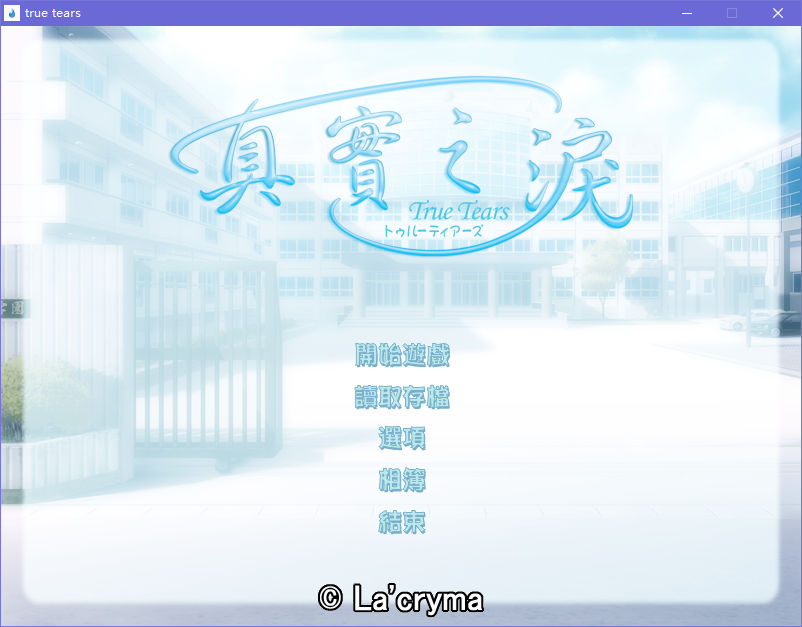 true tears
真實之淚
True Tears
トゥルーティアーズ
開始遊戲
讀取存檔
選項
相簿
結束
© La'cryma